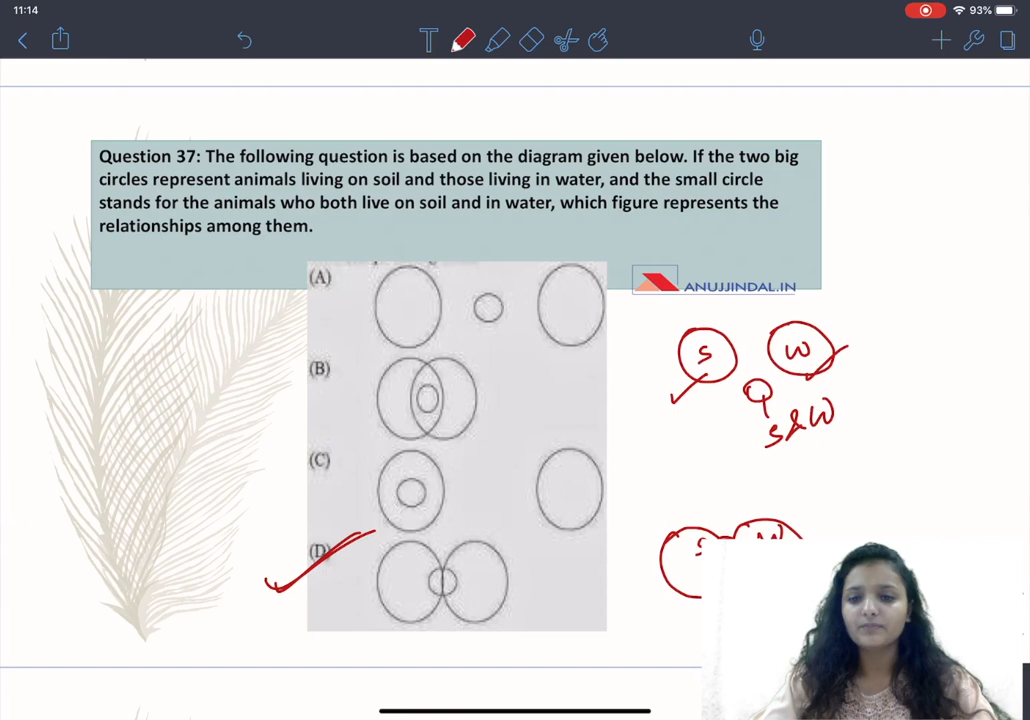 11:14
93%
T
Question 37: The following question is based on the diagram given below. If the two big
circles represent animals living on soil and those living in water, and the small circle
stands for the animals who both live on soil and in water, which figure represents the
relationships among them.
ANUJJINDAL.IN
(A)
(B)
(C)
(D)
S
W
S&W
S
W